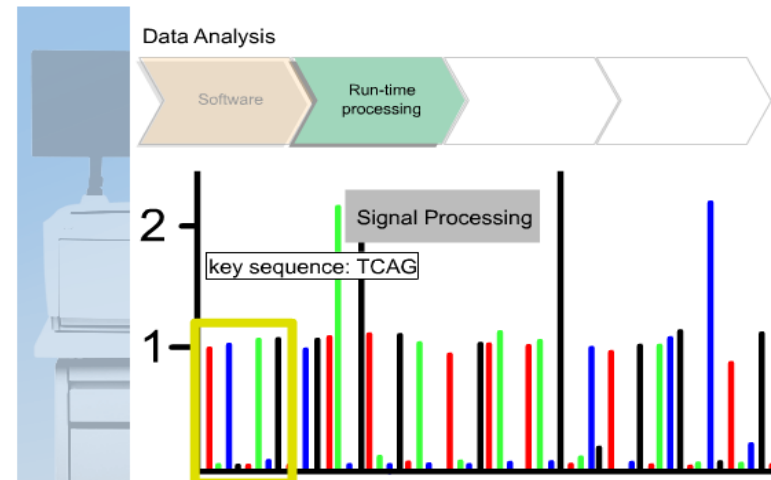 Data Analysis
Software
Run-time
processing
Signal Processing
2
key sequence: TCAG
1